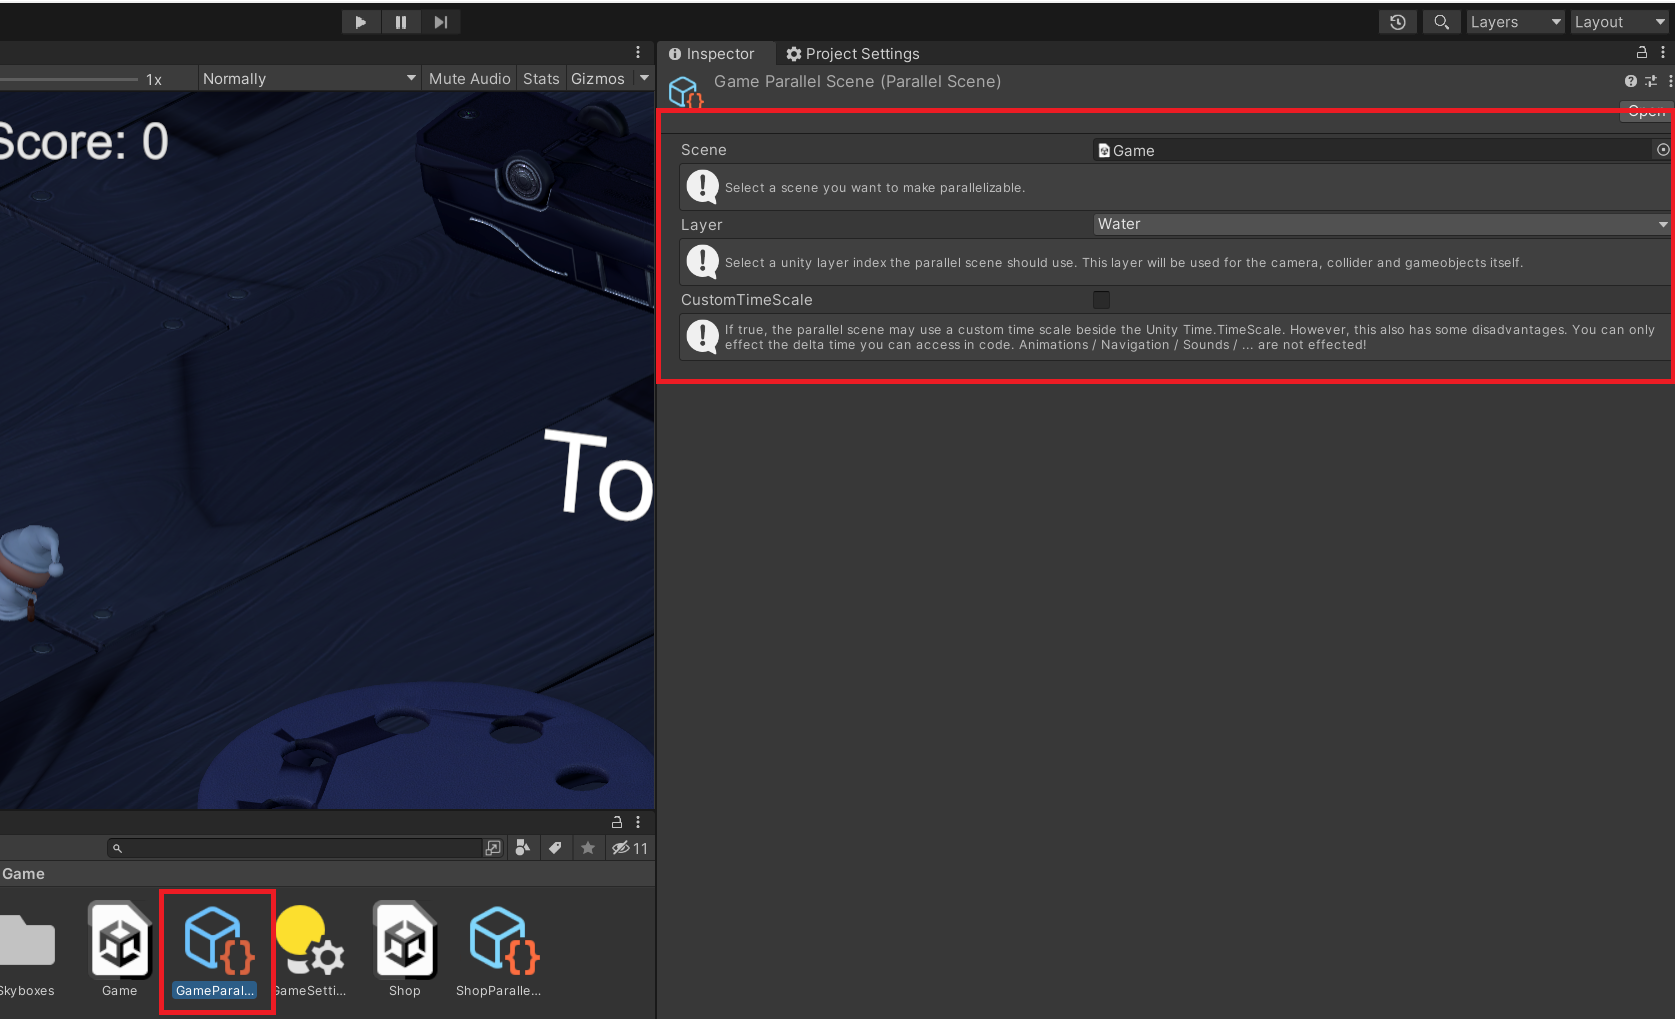 Layers
Layout
Inspector
Project Settings
1x
Normally
Mute Audio
Stats
Gizmos
Game Parallel Scene (Parallel Scene)
Open
Score: 0
Scene
Game
Select a scene you want to make parallelizable.
Layer
Water
Select a unity layer index the parallel scene should use. This layer will be used for the camera, collider and gameobjects itself.
CustomTimeScale
If true, the parallel scene may use a custom time scale beside the Unity Time.TimeScale. However, this also has some disadvantages. You can only
effect the delta time you can access in code. Animations / Navigation / Sounds / ... are not effected!
To
11
Game
Skyboxes
Game
GameParal...
GameSetti...
Shop
ShopParalle...